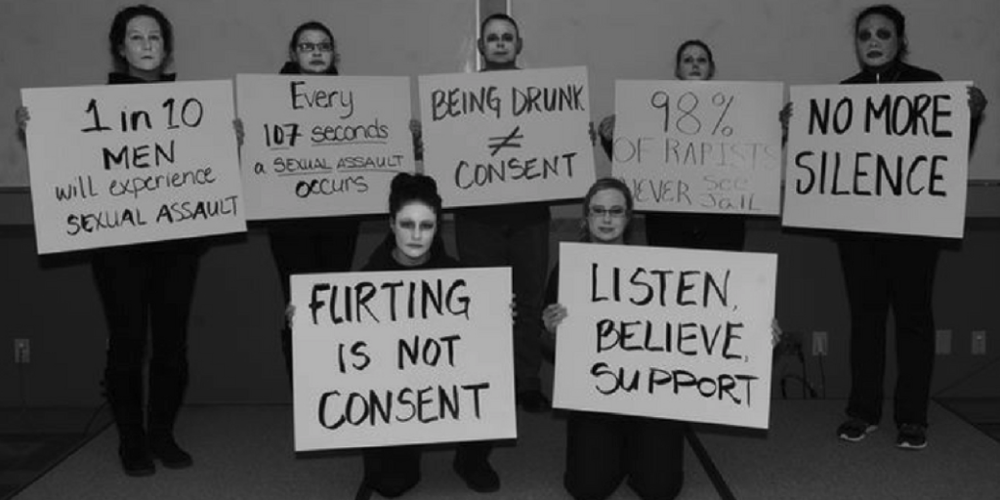 1 in 10
MEN
will experience
SEXUAL ASSAULT
Every
107 seconds
a SEXUAL ASSAULT
occurs
BEING DRUNK
≠
CONSENT
98%
OF RAPISTS
NEVER SEE
JAIL
NO MORE
SILENCE
FLIRTING
IS NOT
CONSENT
LISTEN,
BELIEVE,
SUPPORT